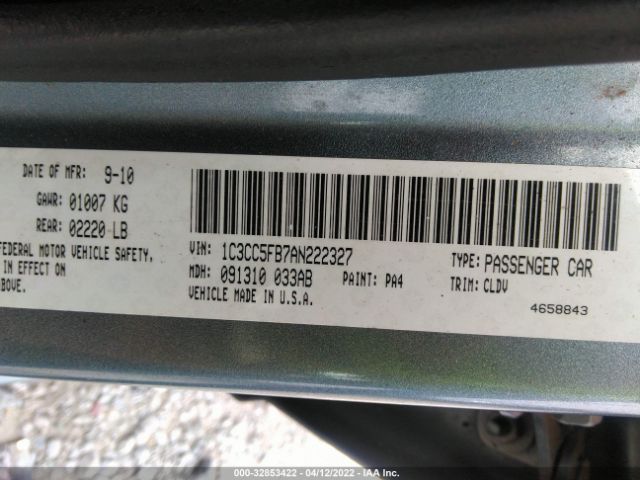 DATE OF MFR: 9-10
GAWR: 01007 KG
REAR: 02220 LB
FEDERAL MOTOR VEHICLE SAFETY,
IN EFFECT ON
ABOVE.
VIN: 1C3CC5FB7AN222327
MDH: 091310 033AB
PAINT: PA4
VEHICLE MADE IN U.S.A.
TYPE: PASSENGER CAR
TRIM: CLDV
4658843
000-32853422 - 04/12/2022 - IAA Inc.